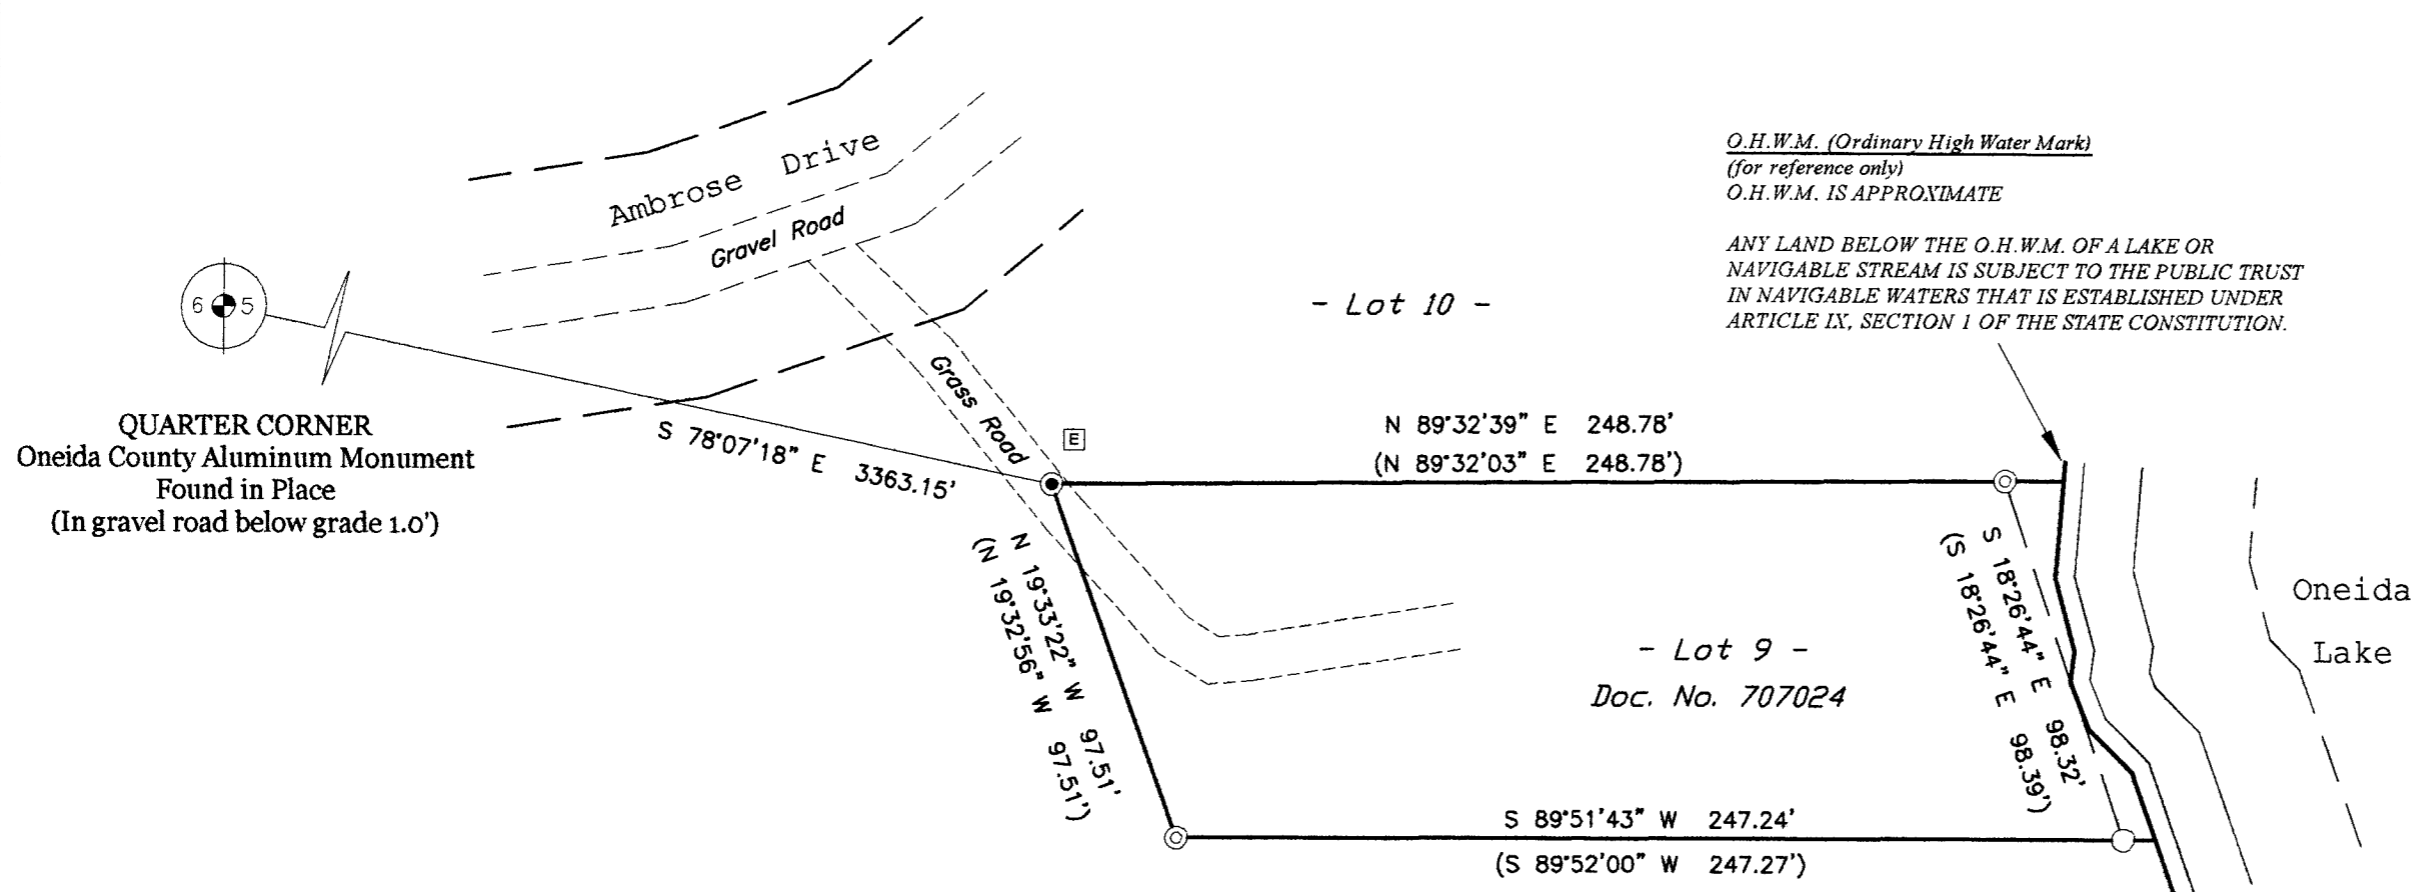 Ambrose Drive
Gravel Road
O.H.W.M. (Ordinary High Water Mark)
(for reference only)
O.H.W.M. IS APPROXIMATE
ANY LAND BELOW THE O.H.W.M. OF A LAKE OR
NAVIGABLE STREAM IS SUBJECT TO THE PUBLIC TRUST
IN NAVIGABLE WATERS THAT IS ESTABLISHED UNDER
ARTICLE IX, SECTION 1 OF THE STATE CONSTITUTION.
6 5
- Lot 10 -
Grass Road
QUARTER CORNER
Oneida County Aluminum Monument
Found in Place
(In gravel road below grade 1.0')
S 78°07'18" E 3363.15'
E
N 89°32'39" E 248.78'
(N 89°32'03" E 248.78')
N 19°33'22" W 97.51'
(N 19°32'56" W 97.51')
S 18°26'44" E 98.32'
(S 18°26'44" E 98.39')
Oneida
Lake
- Lot 9 -
Doc. No. 707024
S 89°51'43" W 247.24'
(S 89°52'00" W 247.27')